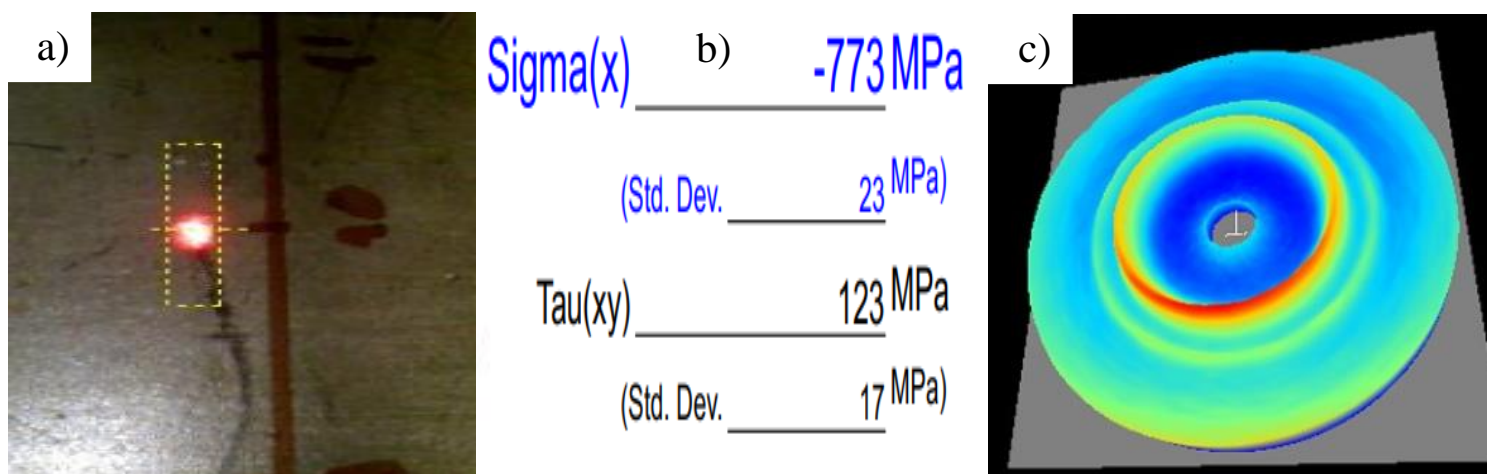 a)
Sigma(x) -773 MPa
b)
(Std. Dev. 23 MPa)
Tau(xy) 123 MPa
(Std. Dev. 17 MPa)
c)